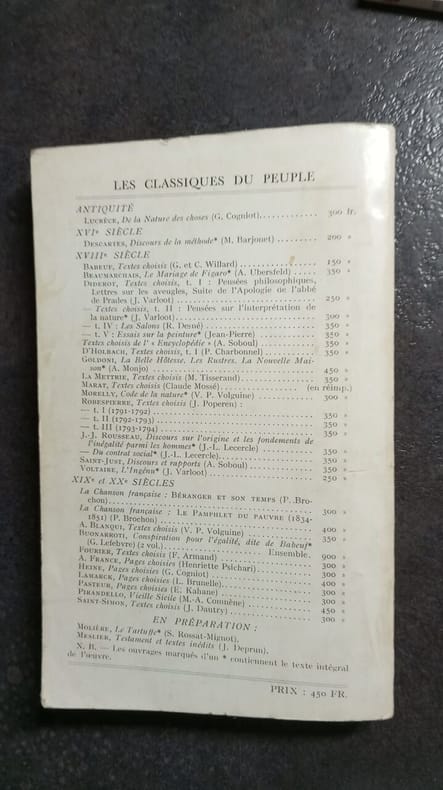 LES CLASSIQUES DU PEUPLE
ANTIQUITÉ
LUCRÈCE, De la Nature des choses (G. Cogniot)............ 300 fr.
XVIe SIÈCLE
DESCARTES, Discours de la méthode* (M. Barjonet) ......... 200 »
XVIIIe SIÈCLE
BABEUF, Textes choisis (G. et C. Willard) ................ 150 »
BEAUMARCHAIS, Le Mariage de Figaro* (A. Ubersfeld) ..... 350 »
DIDEROT, Textes choisis, t. I : Pensées philosophiques,
Lettres sur les aveugles, Suite de l'Apologie de l'abbé
de Prades (J. Varloot) ................ 250 »
— Textes choisis, t. II : Pensées sur l'interprétation de
la nature* (J. Varloot) ................ 300 »
— t. IV : Les Salons (R. Desné) ................ 350 »
— t. V : Essais sur la peinture* (Jean-Pierre) ............ 350 »
Textes choisis de l'« Encyclopédie » (A. Soboul) ............ 350 »
D'HOLBACH, Textes choisis, t. I (P. Charbonnel) ............ 350 »
GOLDONI, La Belle Hôtesse. Les Rustres. La Nouvelle Mai-
son* (A. Monjo) ................ 450 »
LA METTRIE, Textes choisis (M. Tisserand) ................ 350 »
MARAT, Textes choisis (Claude Mossé) ................ (en réimp.)
MORELLY, Code de la nature* (V. P. Volguine) ............ 300 »
ROBESPIERRE, Textes choisis (J. Poperen) :
— t. I (1791-1792) ................ 350 »
— t. II (1792-1793) ................ 350 »
— t. III (1793-1794) ................ 350 »
J.-J. ROUSSEAU, Discours sur l'origine et les fondements de
l'inégalité parmi les hommes* (J.-L. Lecercle) ............ 350 »
— Du contrat social* (J.-L. Lecercle) ................ 350 »
SAINT-JUST, Discours et rapports (A. Soboul) ............ 350 »
VOLTAIRE, L'Ingénu* (J. Varloot) ................ 250 »
XIXe et XXe SIÈCLES
La Chanson française : BÉRANGER ET SON TEMPS (P. Bro-
chon) ................ 300 »
La Chanson française : LE PAMPHLET DU PAUVRE (1834-
1851) (P. Brochon) ................
A. BLANQUI, Textes choisis (V. P. Volguine) ............ 400 »
BUONARROTI, Conspiration pour l'égalité, dite de Babeuf* 350 »
(G. Lefebvre) (2 vol.) ................ Ensemble.
FOURIER, Textes choisis (F. Armand) ................ 900 »
A. FRANCE, Pages choisies (Henriette Psichari) ............ 300 »
HEINE, Pages choisies (G. Cogniot) ................ 300 »
LAMARCK, Pages choisies (L. Brunelle) ................ 400 »
PASTEUR, Pages choisies (E. Kahane) ................ 300 »
PIRANDELLO, Vieille Sicile (M.-A. Comnène) ............ 450 »
SAINT-SIMON, Textes choisis (J. Dautry) ................ 300 »
EN PRÉPARATION :
MOLIÈRE, Le Tartuffe* (S. Rossat-Mignot).
MESLIER, Testament et textes inédits (J. Deprun).
N. B. — Les ouvrages marqués d'un * contiennent le texte intégral
de l'œuvre.
PRIX : 450 FR.